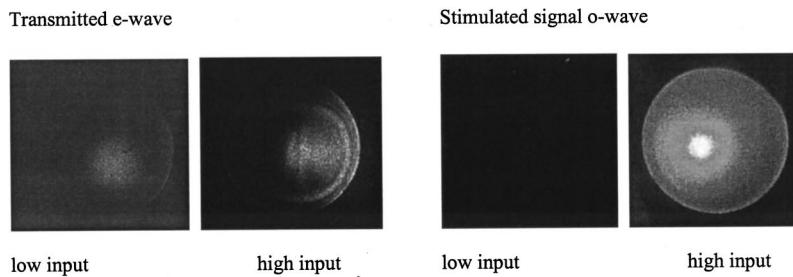 Transmitted e-wave
Stimulated signal o-wave
low input
high input
low input
high input